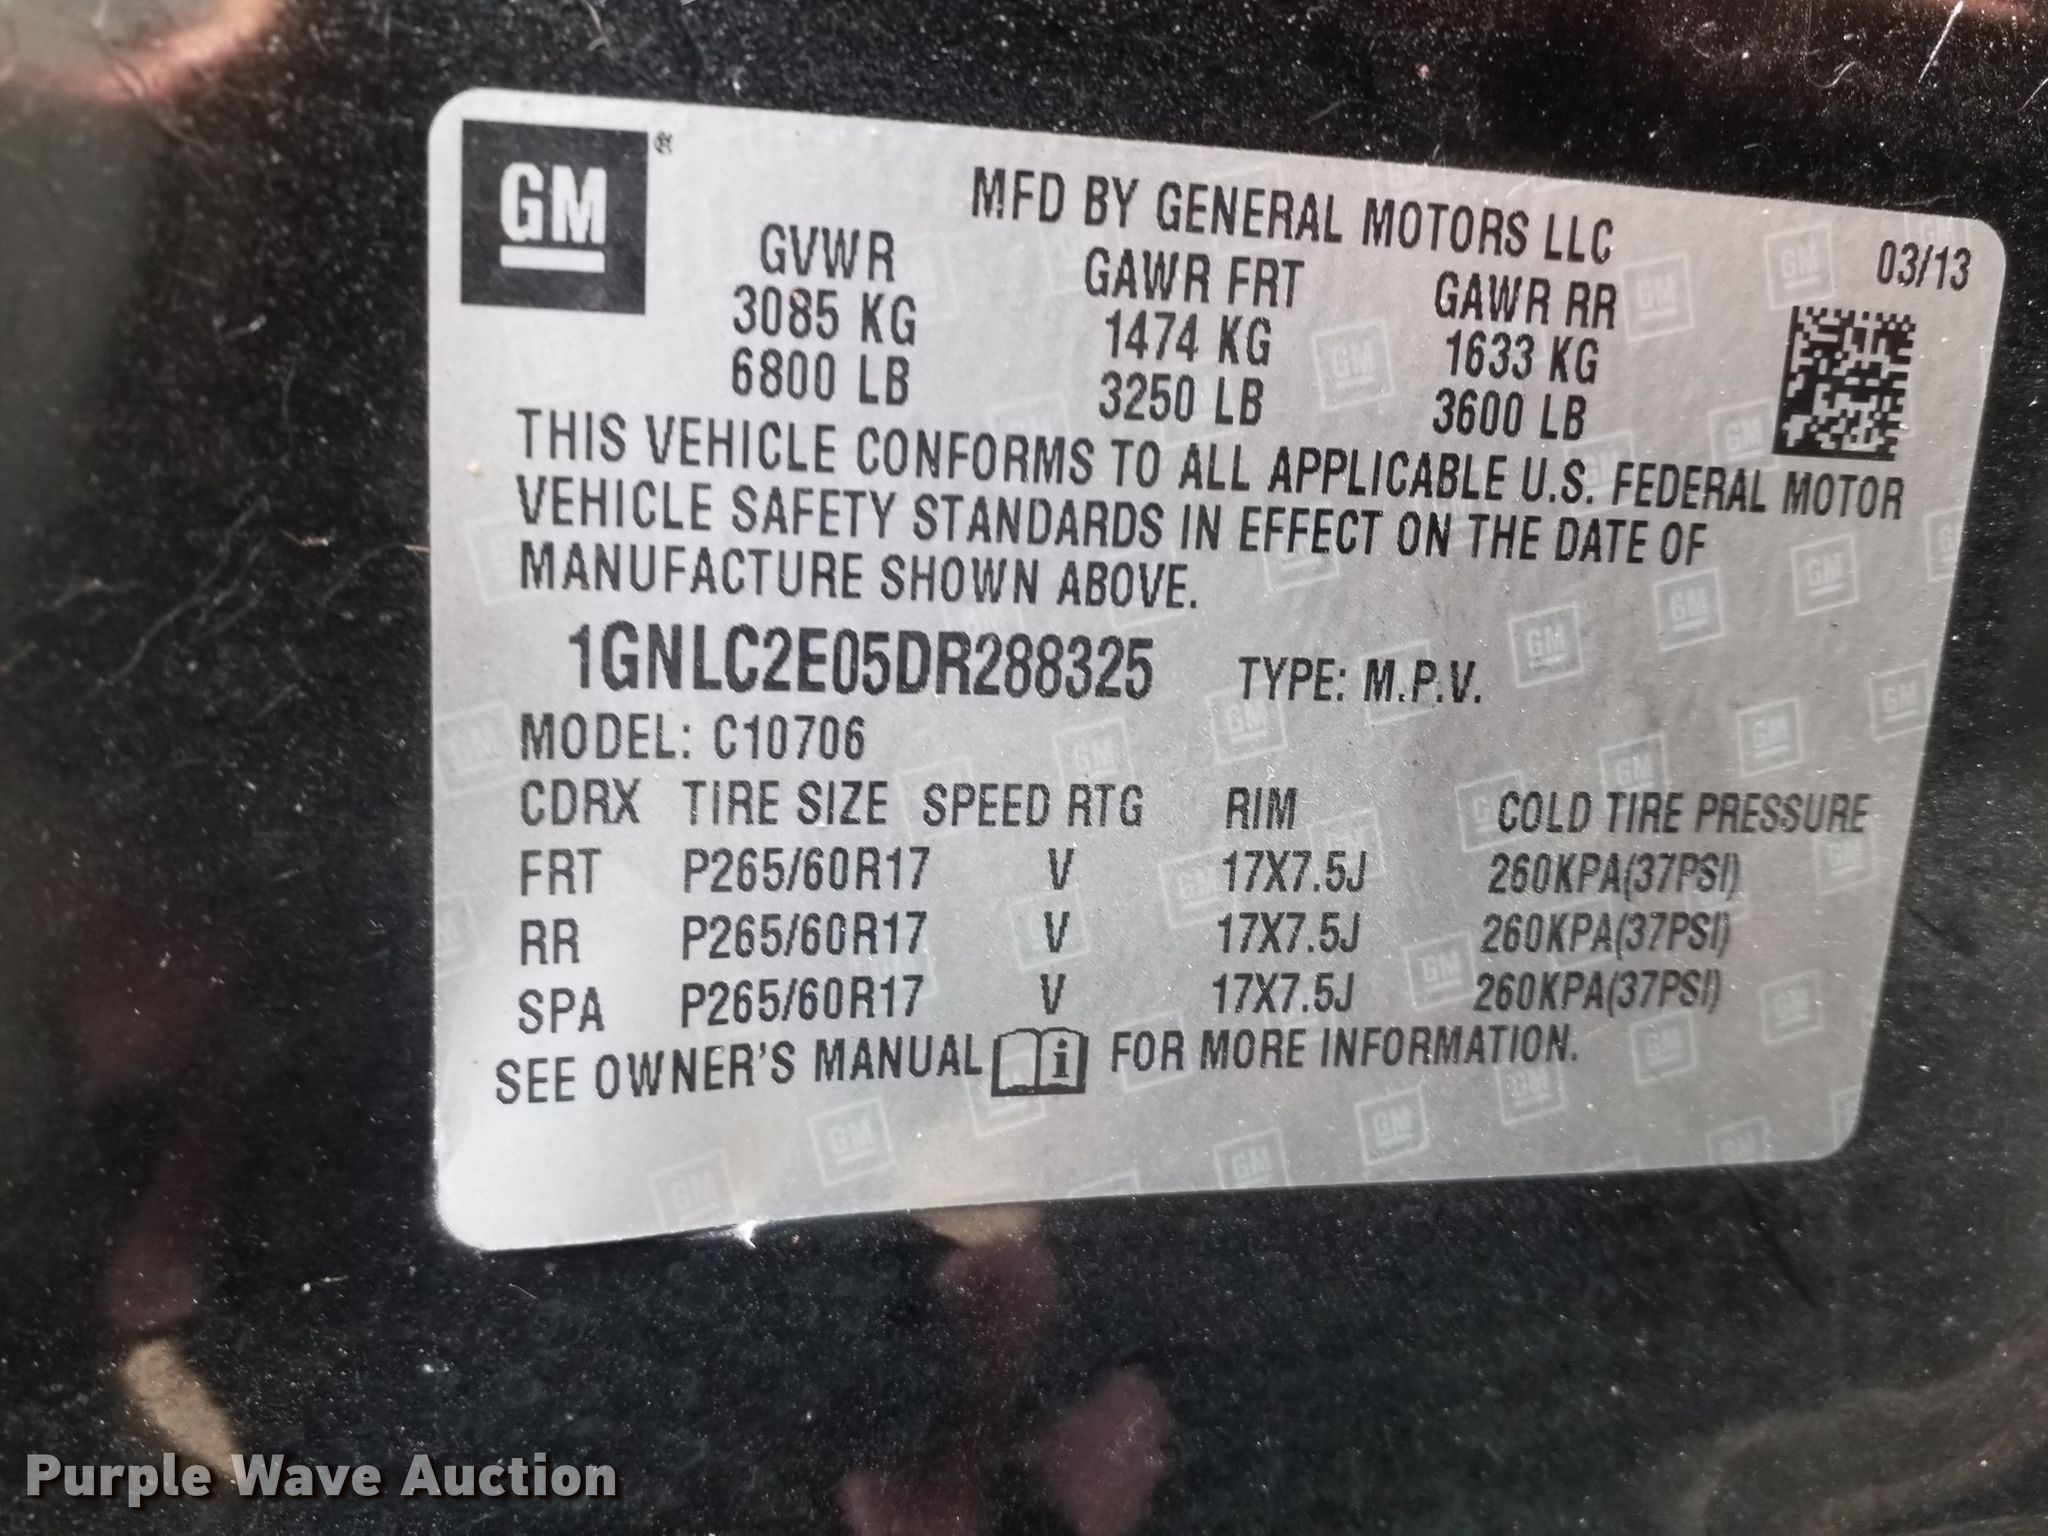 GM
MFD BY GENERAL MOTORS LLC
03/13
GVWR GAWR FRT GAWR RR
3085 KG 1474 KG 1633 KG
6800 LB 3250 LB 3600 LB
THIS VEHICLE CONFORMS TO ALL APPLICABLE U.S. FEDERAL MOTOR
VEHICLE SAFETY STANDARDS IN EFFECT ON THE DATE OF
MANUFACTURE SHOWN ABOVE.
1GNLC2E05DR288325 TYPE: M.P.V.
MODEL: C10706
CDRX TIRE SIZE SPEED RTG RIM COLD TIRE PRESSURE
FRT P265/60R17 V 17X7.5J 260KPA(37PSI)
RR P265/60R17 V 17X7.5J 260KPA(37PSI)
SPA P265/60R17 V 17X7.5J 260KPA(37PSI)
SEE OWNER'S MANUAL i FOR MORE INFORMATION.
Purple Wave Auction